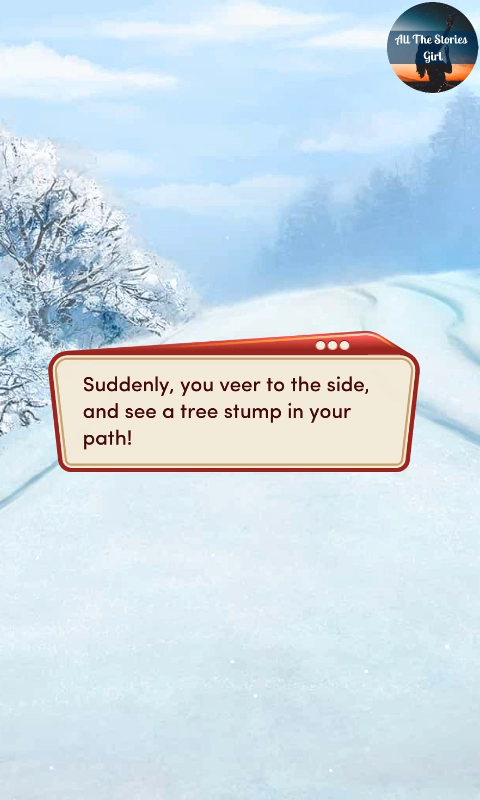 All The Stories
Girl
Suddenly, you veer to the side,
and see a tree stump in your
path!